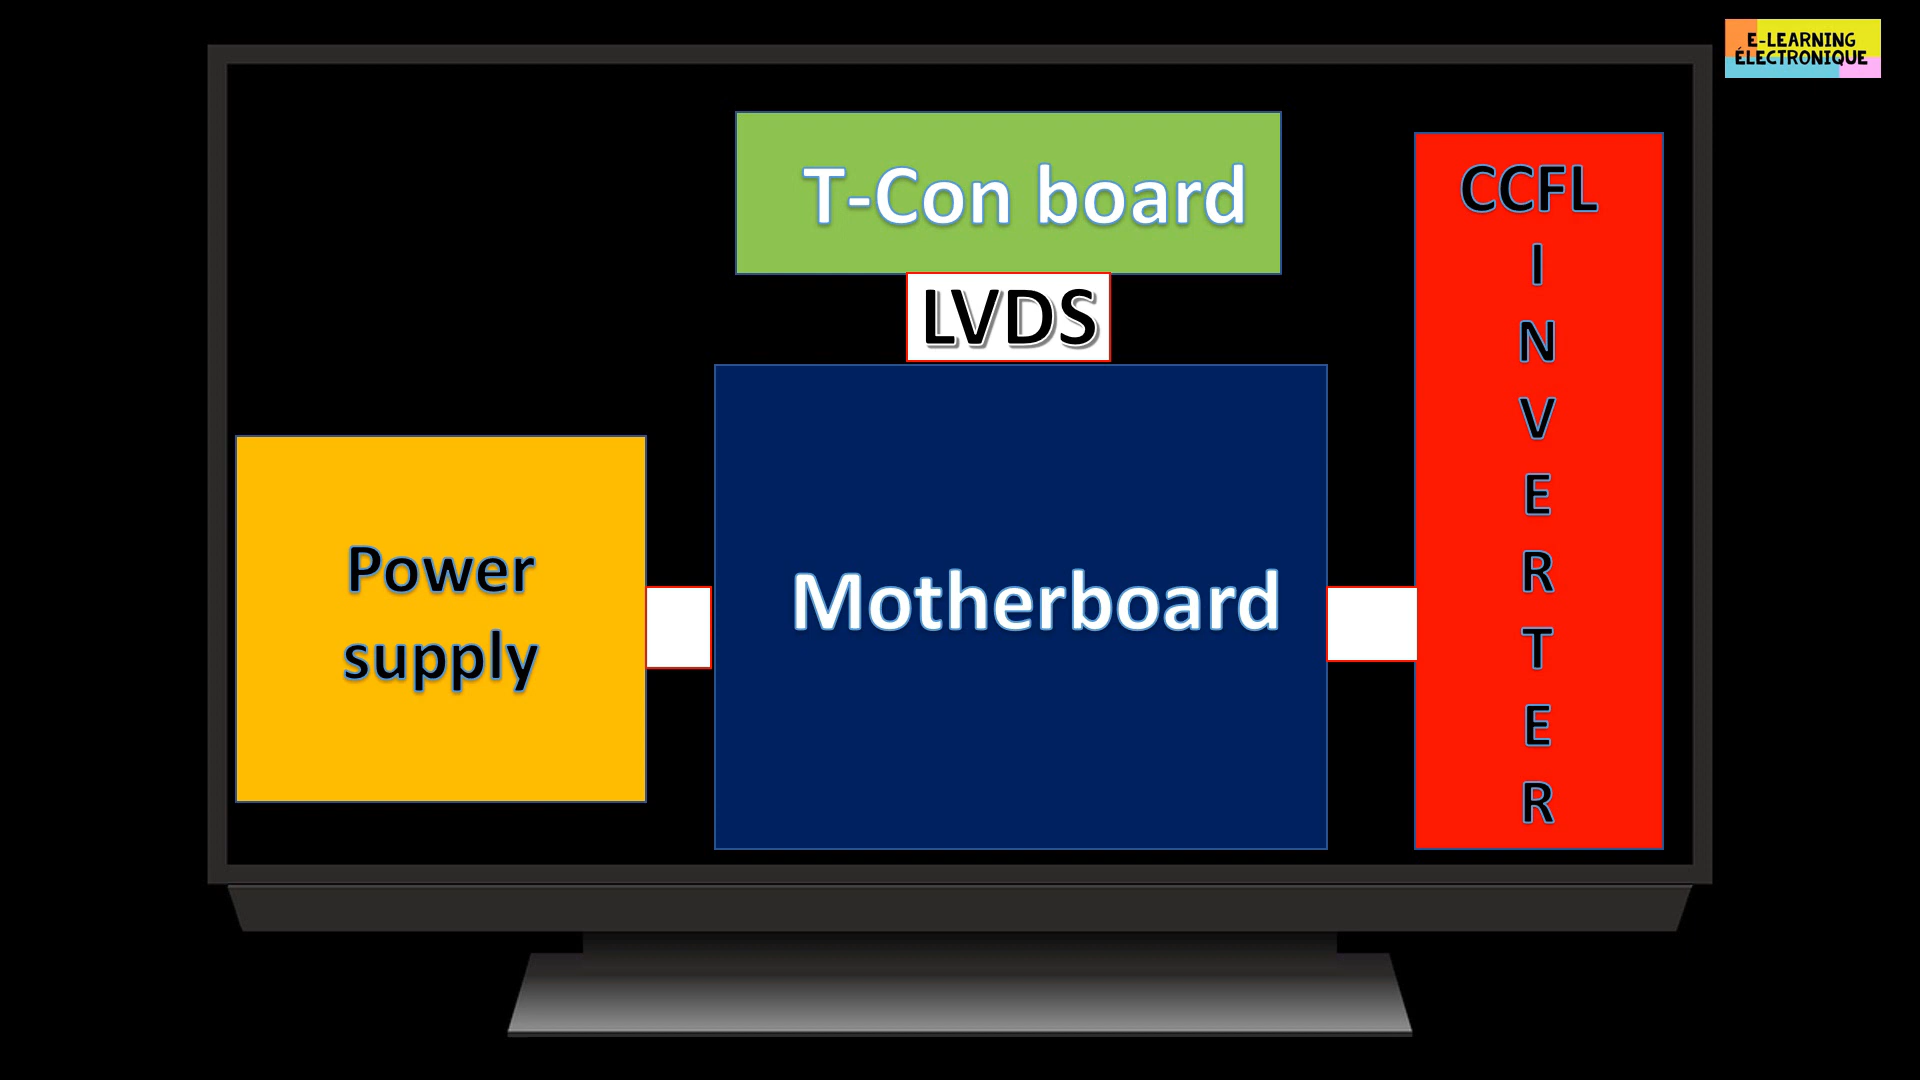 E-LEARNING
ÉLECTRONIQUE
T-Con board
CCFL
I
N
V
E
R
T
E
R
LVDS
Power
supply
Motherboard